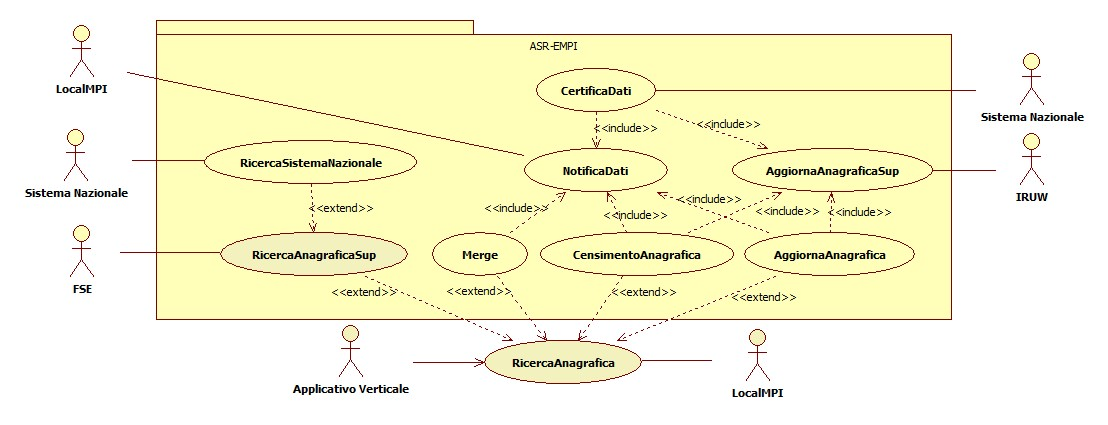 ASR-EMPI
LocalMPI
CertificaDati
Sistema Nazionale
<<include>>
<<include>>
RicercaSistemaNazionale
NotificaDati
AggiornaAnagraficaSup
Sistema Nazionale
IRUW
<<extend>>
<<include>>
<<include>>
<<include>>
<<include>>
RicercaAnagraficaSup
Merge
CensimentoAnagrafica
AggiornaAnagrafica
FSE
<<extend>>
<<extend>>
<<extend>>
<<extend>>
RicercaAnagrafica
Applicativo Verticale
LocalMPI